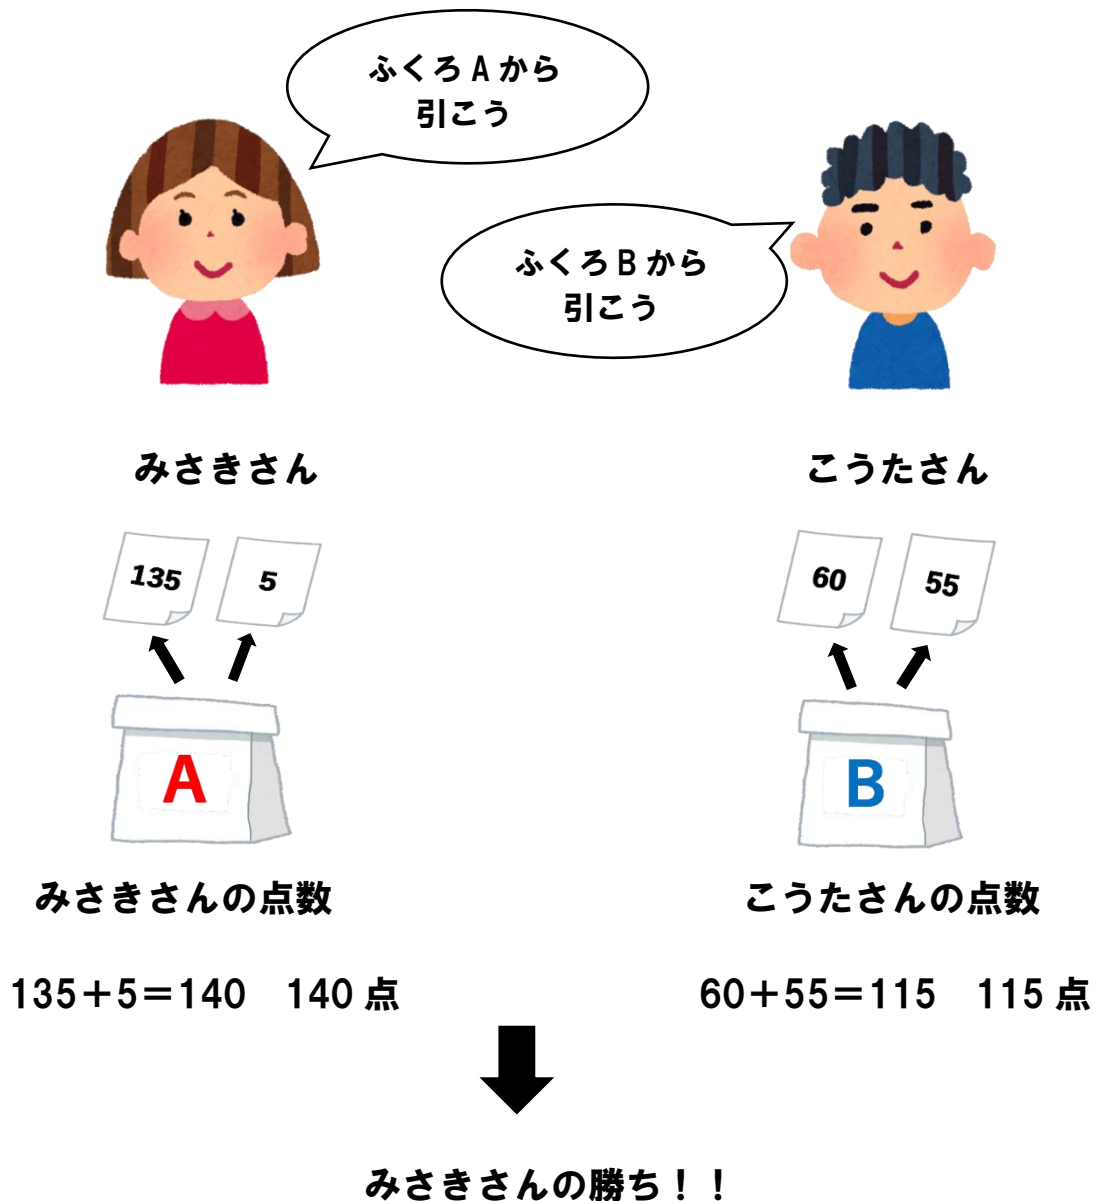 ふくろAから
引こう
ふくろBから
引こう
みさきさん
こうたさん
135
5
60
55
A
B
みさきさんの点数
こうたさんの点数
135+5=140 140点
60+55=115 115点
みさきさんの勝ち!!